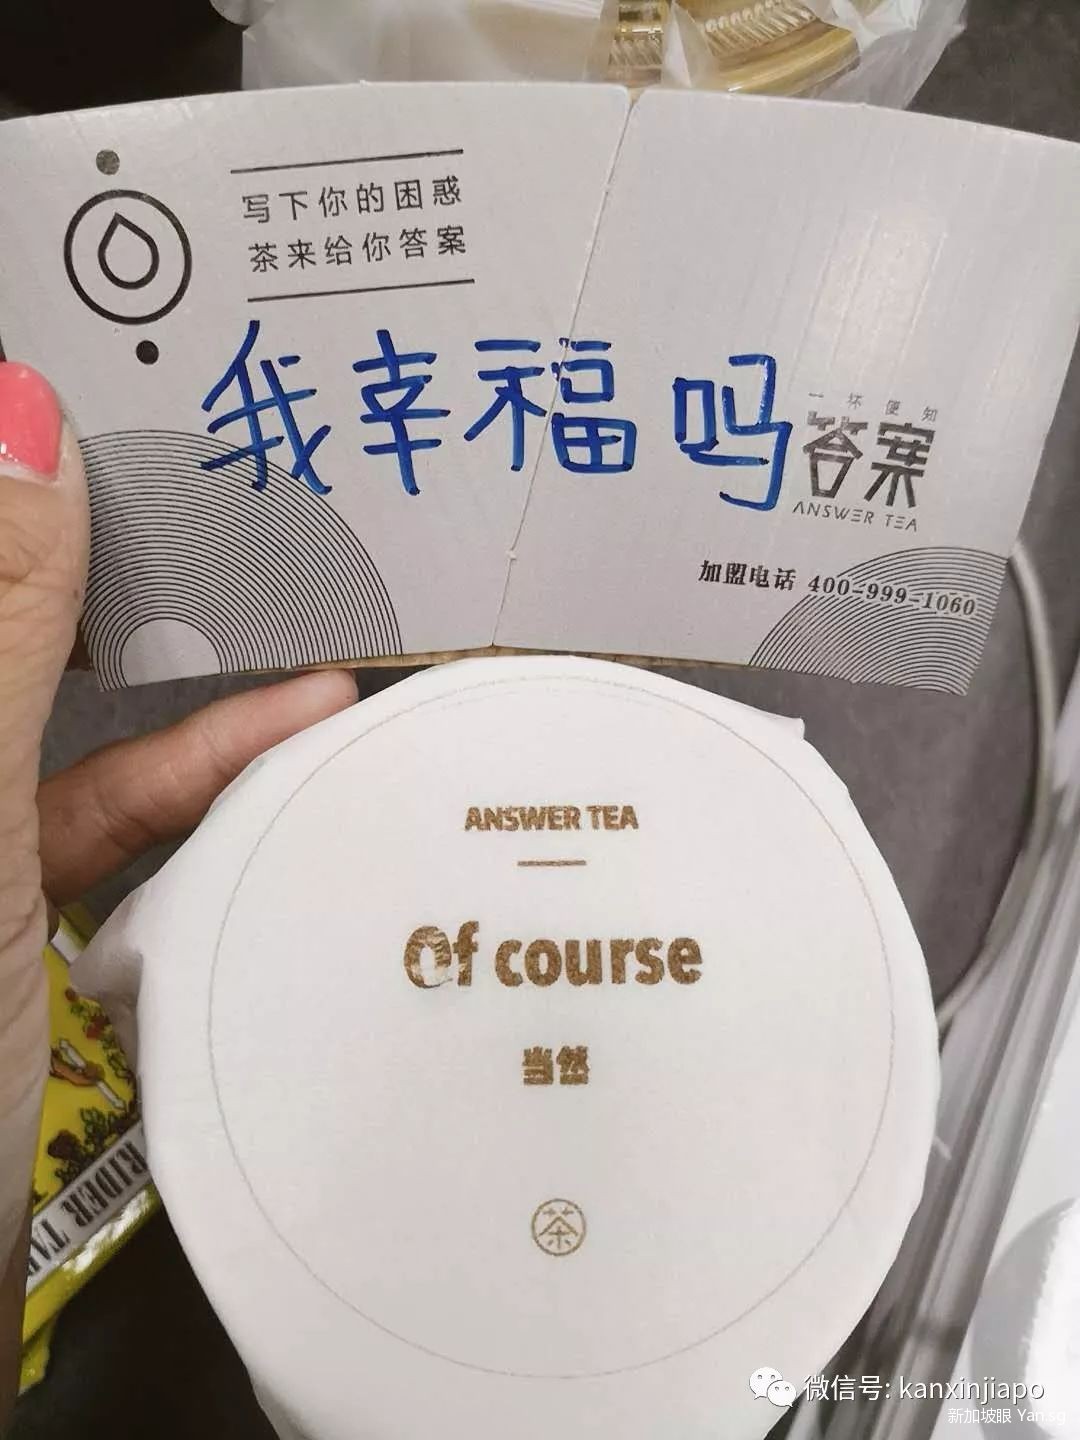 写下你的困惑
茶来给你答案
我幸福吗
一杯便知
答案
ANSWER TEA
加盟电话 400-999-1060
ANSWER TEA
Of course
当然
茶
RIDER TA
微信号: kanxinjiapo
新加坡眼 Yan.sg